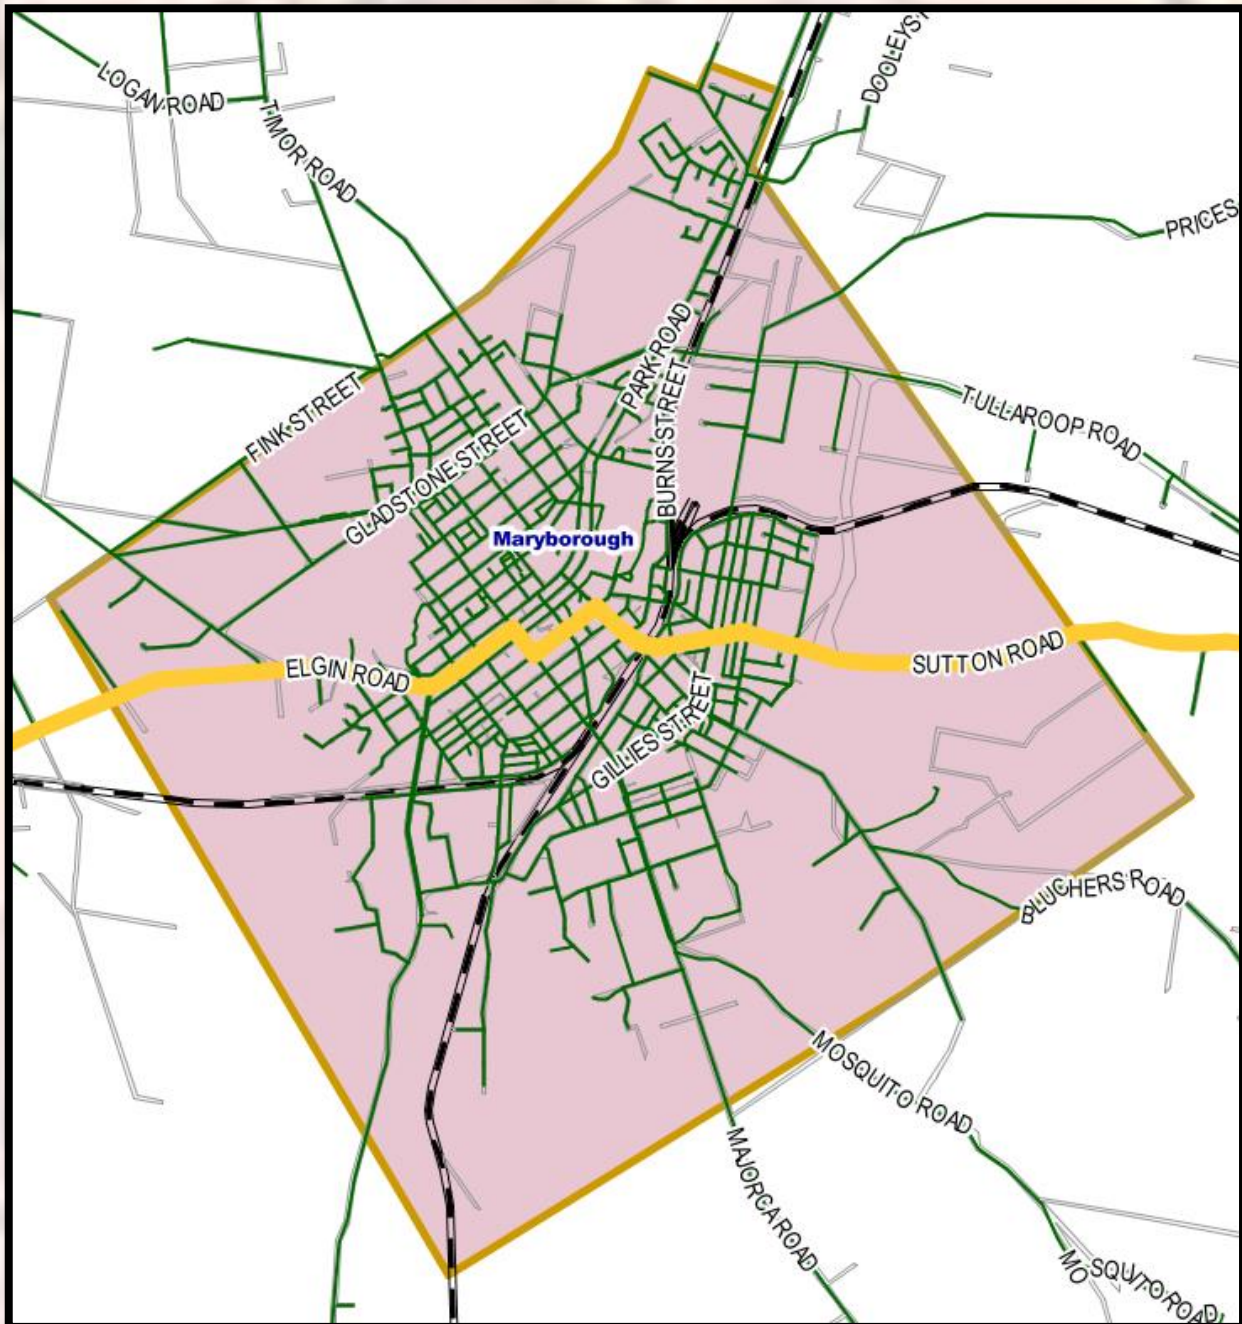 DOOLEYS
LOGAN ROAD
TIMOR ROAD
PRICES
PARK ROAD
BURNS STREET
FINK STREET
TULLAROOP ROAD
GLADSTONE STREET
Maryborough
ELGIN ROAD
SUTTON ROAD
GILLIES STREET
BLUCHERS ROAD
MOSQUITO ROAD
MAJORCA ROAD
MOSQUITO ROAD